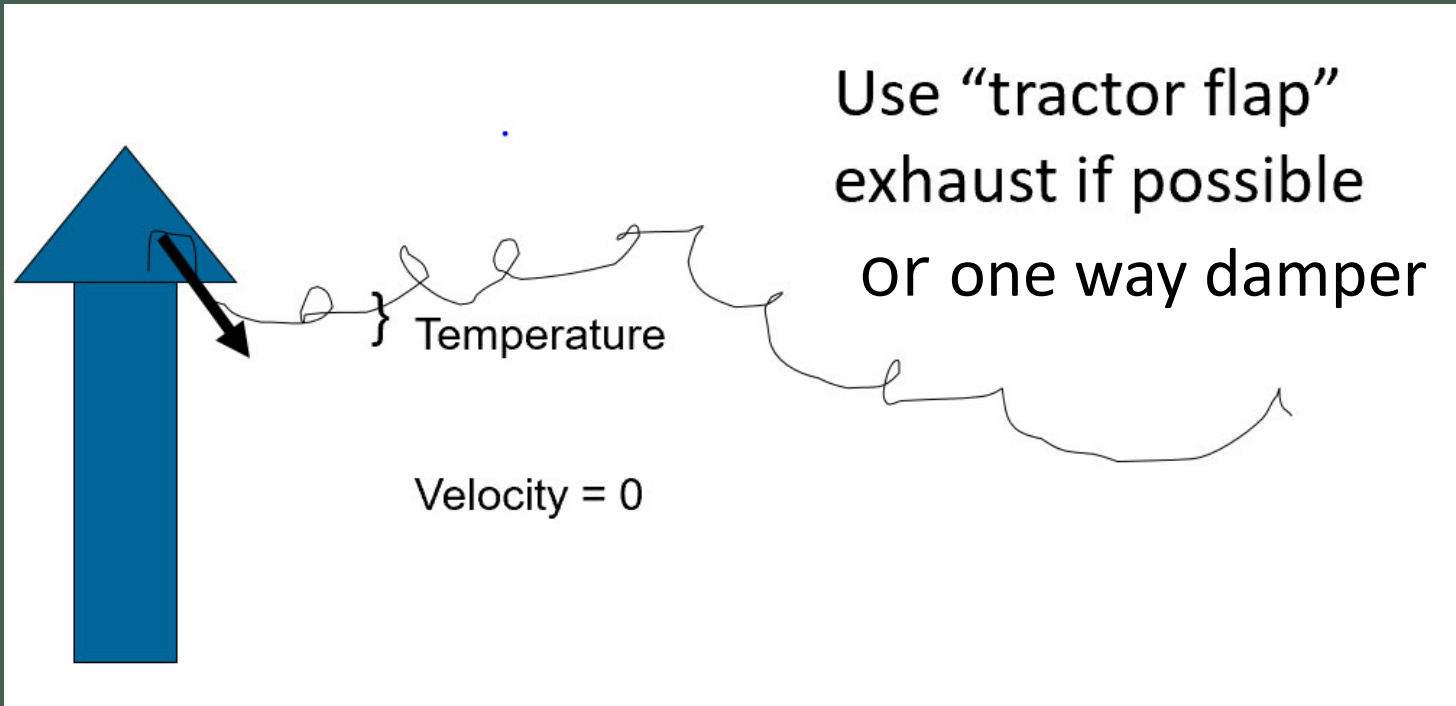 Use “tractor flap”
exhaust if possible
or one way damper
} Temperature
Velocity = 0